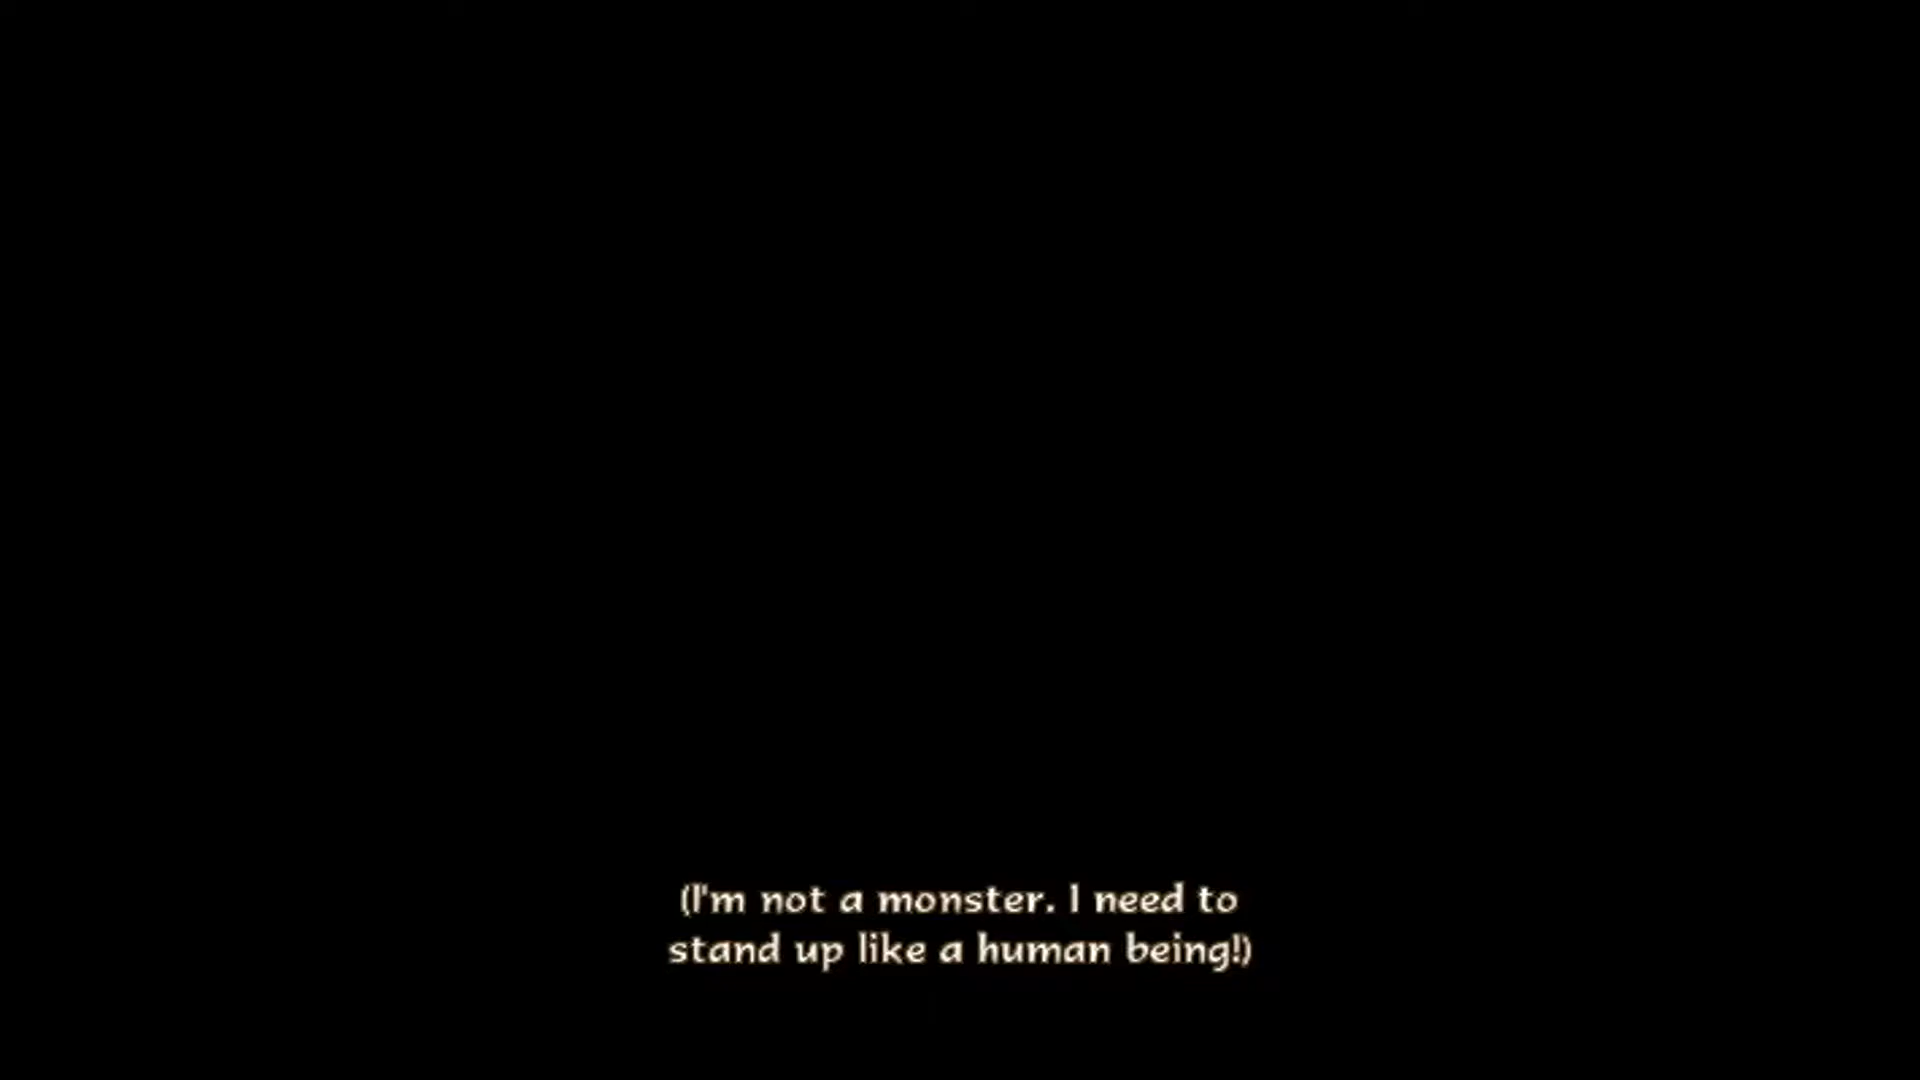 (I'm not a monster. I need to
stand up like a human being!)